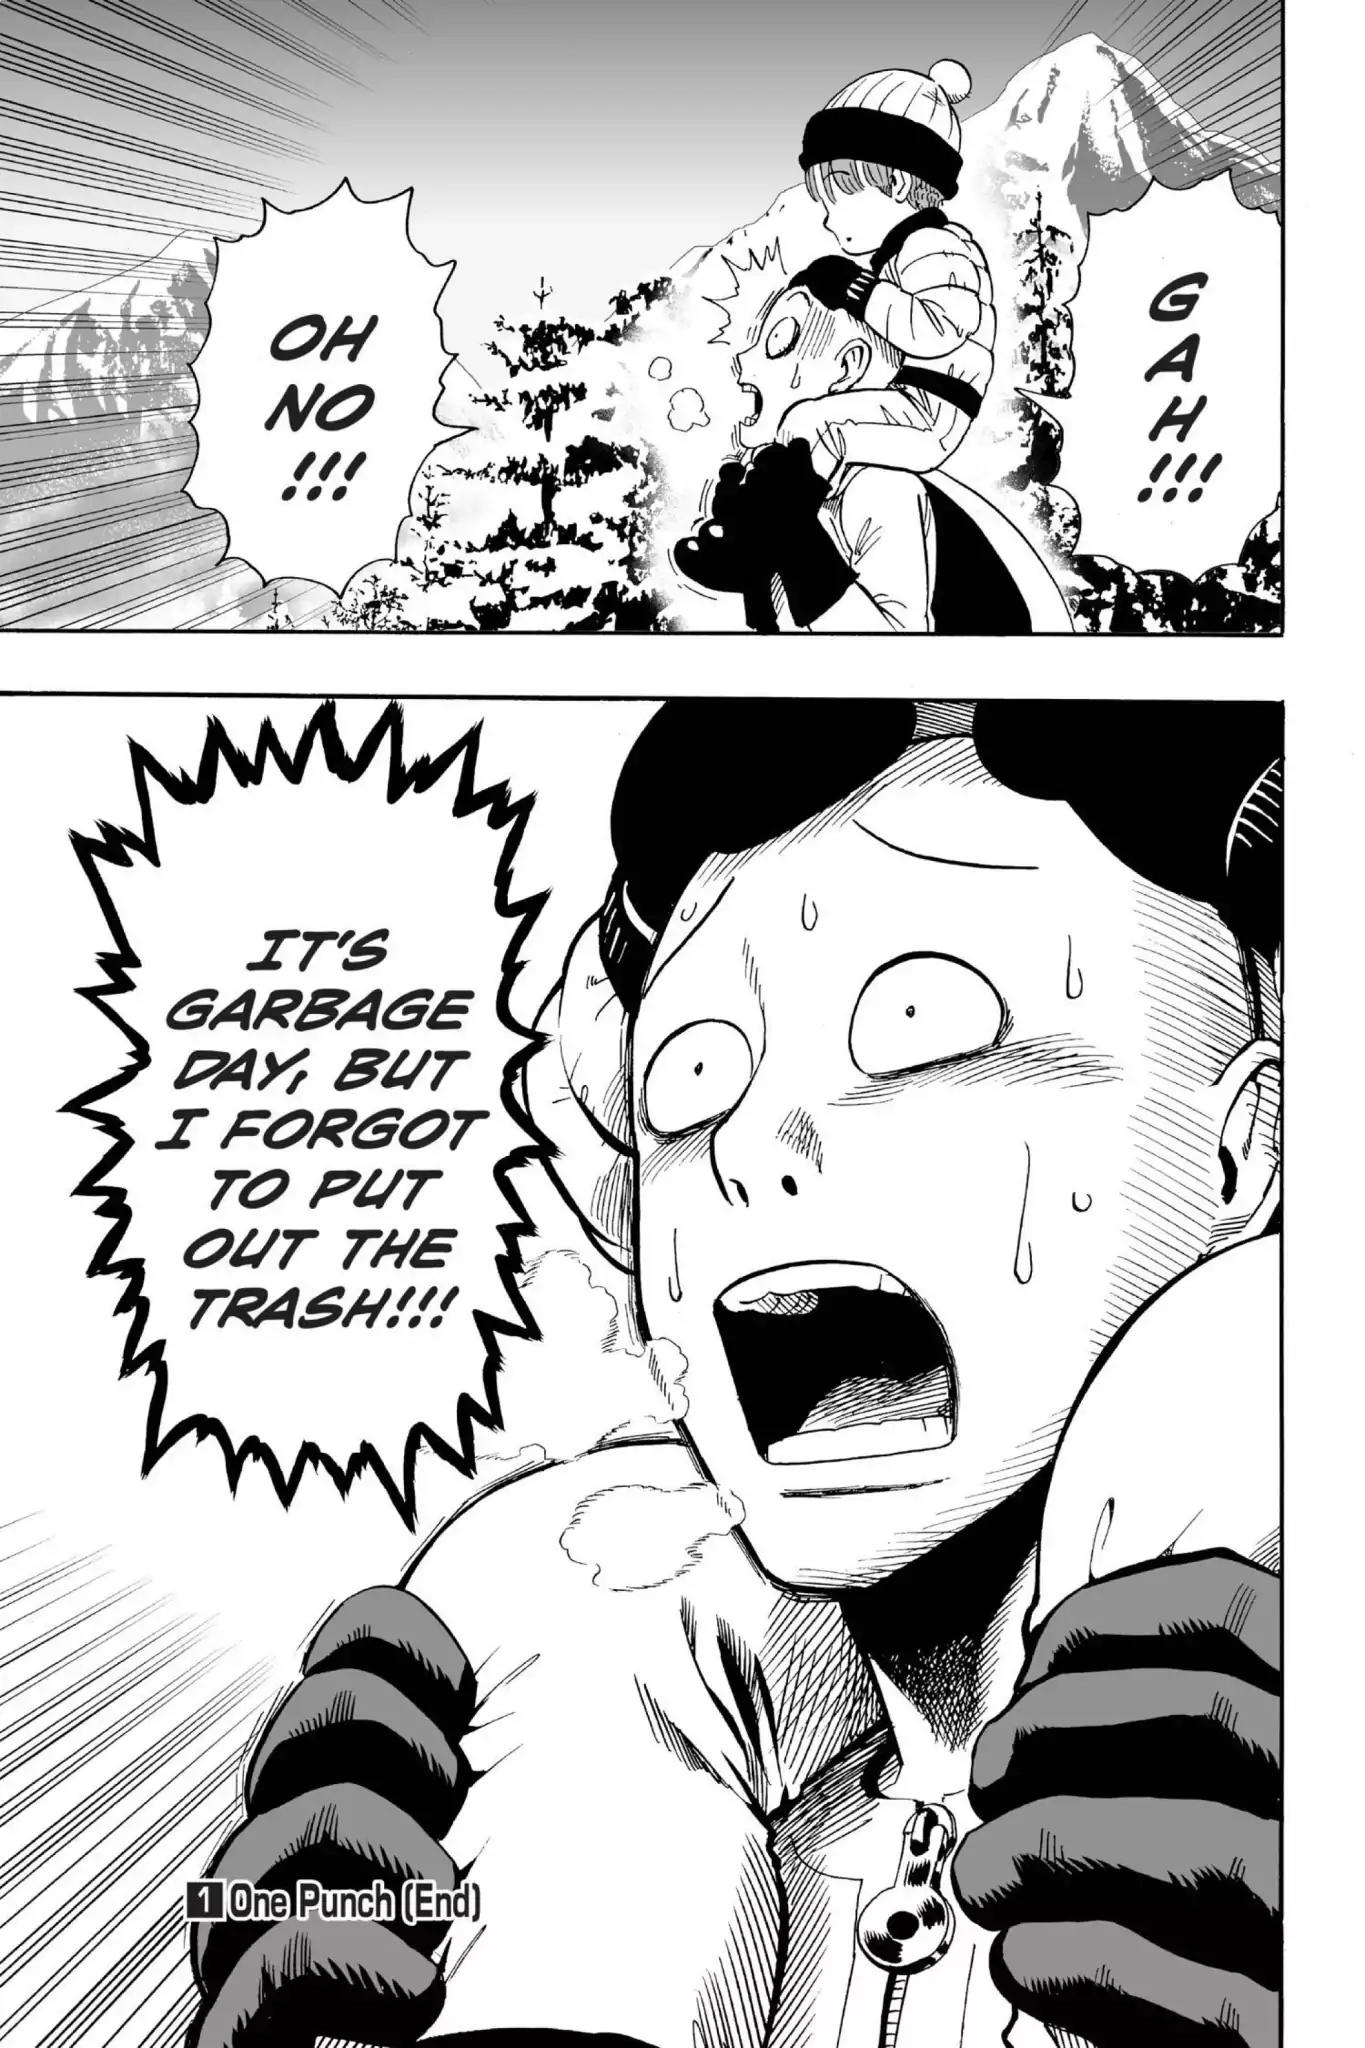 GAH!!!
OH
NO
!!!
IT'S
GARBAGE
DAY, BUT
I FORGOT
TO PUT
OUT THE
TRASH!!!
1 One Punch (End)